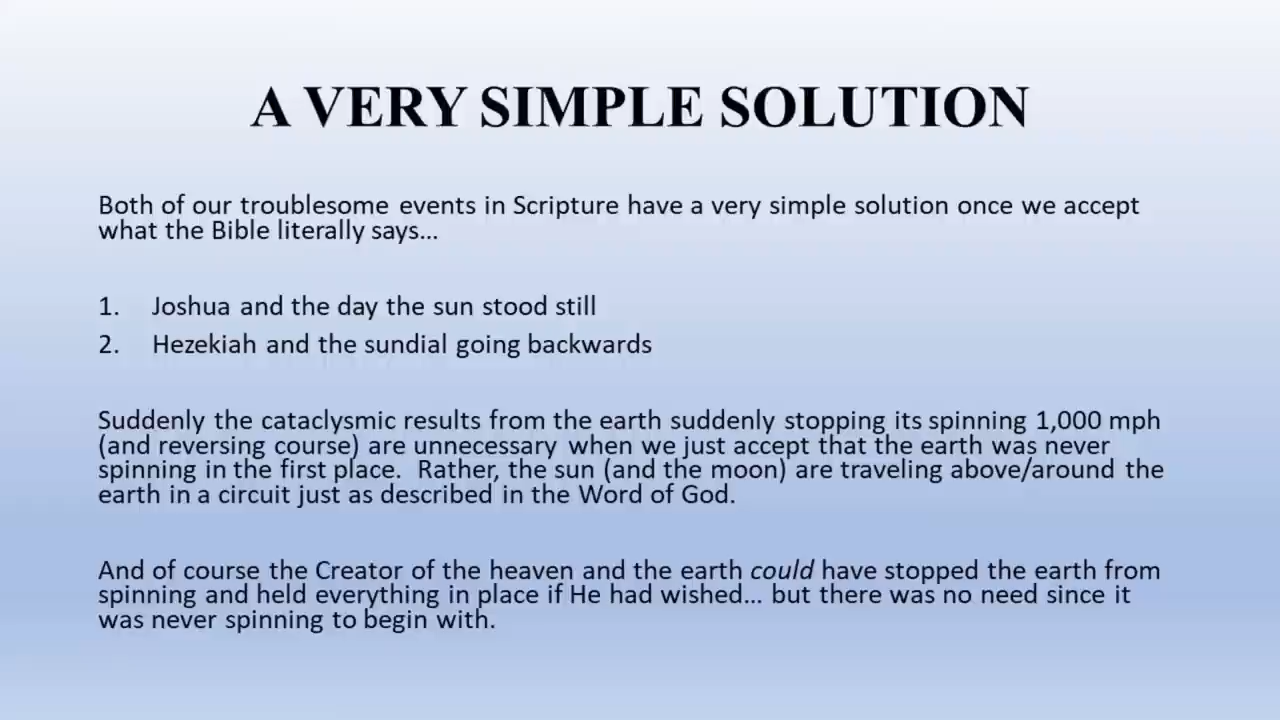 A VERY SIMPLE SOLUTION
Both of our troublesome events in Scripture have a very simple solution once we accept
what the Bible literally says...
1. Joshua and the day the sun stood still
2. Hezekiah and the sundial going backwards
Suddenly the cataclysmic results from the earth suddenly stopping its spinning 1,000 mph
(and reversing course) are unnecessary when we just accept that the earth was never
spinning in the first place. Rather, the sun (and the moon) are traveling above/around the
earth in a circuit just as described in the Word of God.
And of course the Creator of the heaven and the earth could have stopped the earth from
spinning and held everything in place if He had wished... but there was no need since it
was never spinning to begin with.